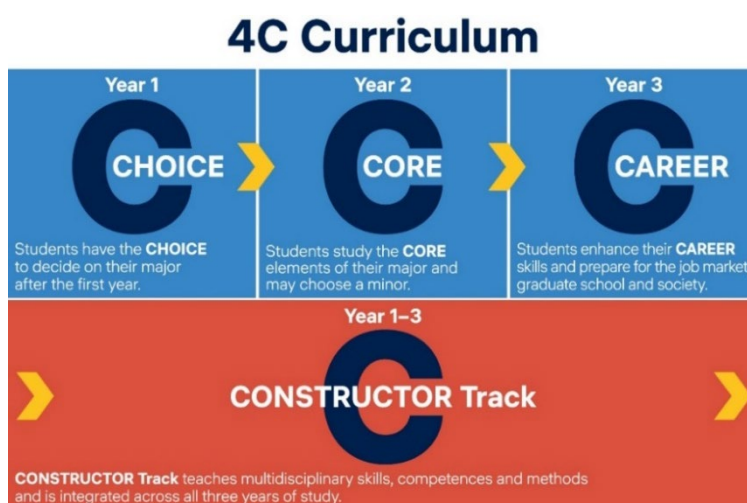 4C Curriculum
Year 1
CHOICE
Students have the CHOICE
to decide on their major
after the first year.
Year 2
CORE
Students study the CORE
elements of their major and
may choose a minor.
Year 3
CAREER
Students enhance their CAREER
skills and prepare for the job market
graduate school and society.
Year 1–3
CONSTRUCTOR Track
CONSTRUCTOR Track teaches multidisciplinary skills, competences and methods
and is integrated across all three years of study.